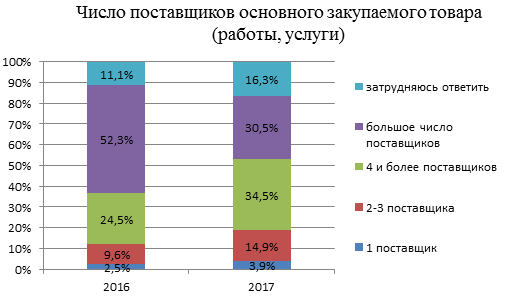 Число поставщиков основного закупаемого товара
(работы, услуги)
100%
90%
80%
70%
60%
50%
40%
30%
20%
10%
0%
11,1%
52,3%
24,5%
9,6%
2,5%
16,3%
30,5%
34,5%
14,9%
3,9%
2016
2017
затрудняюсь ответить
большое число
поставщиков
4 и более поставщиков
2-3 поставщика
1 поставщик